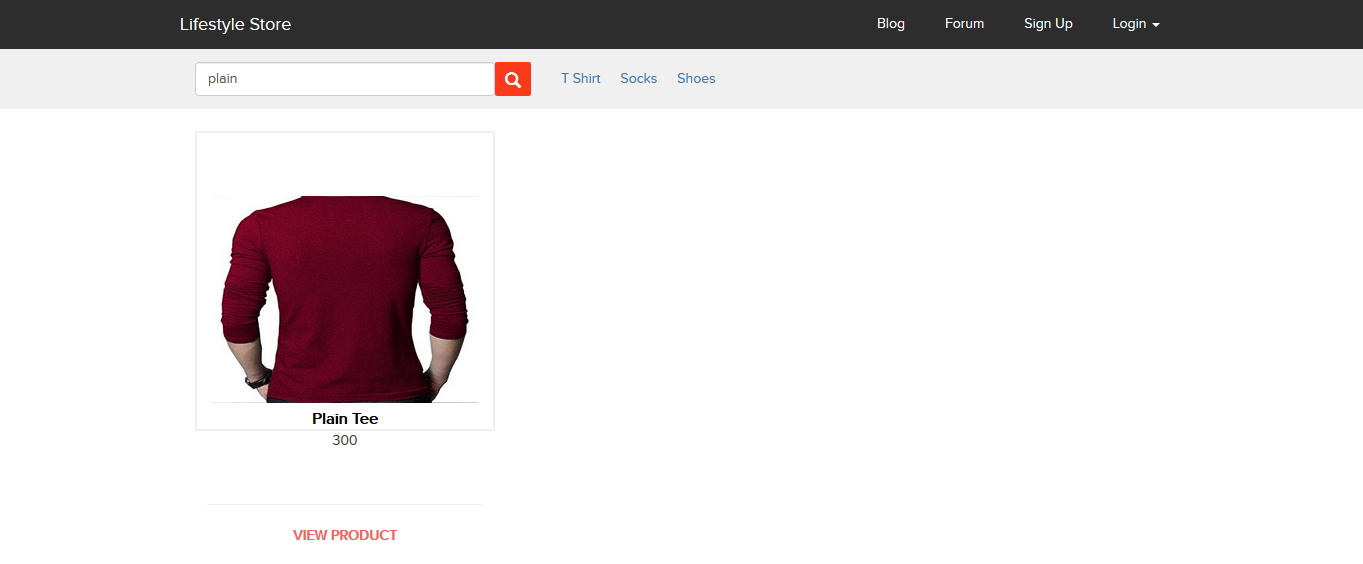 Lifestyle Store
Blog Forum Sign Up Login
plain
T Shirt Socks Shoes
Plain Tee
300
VIEW PRODUCT